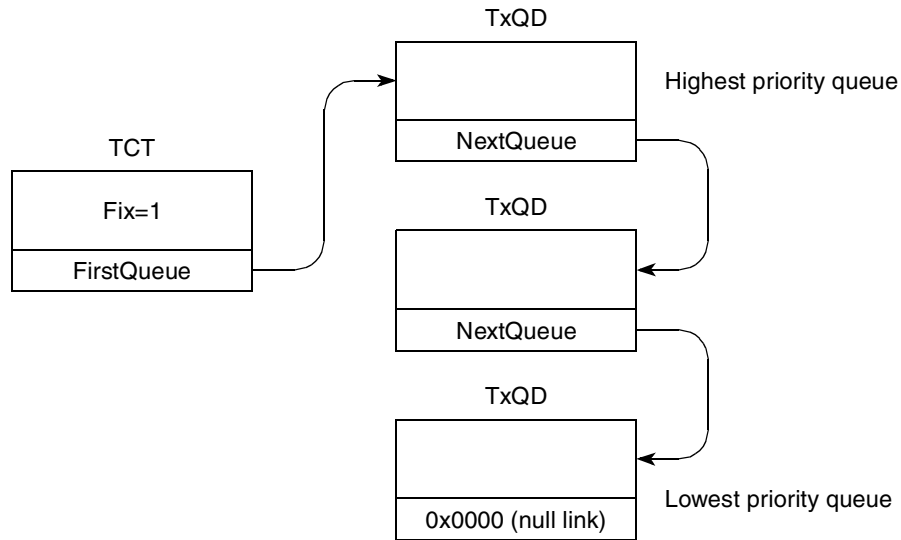 TxQD
Highest priority queue
NextQueue
TCT
Fix=1
FirstQueue
TxQD
NextQueue
TxQD
Lowest priority queue
0x0000 (null link)